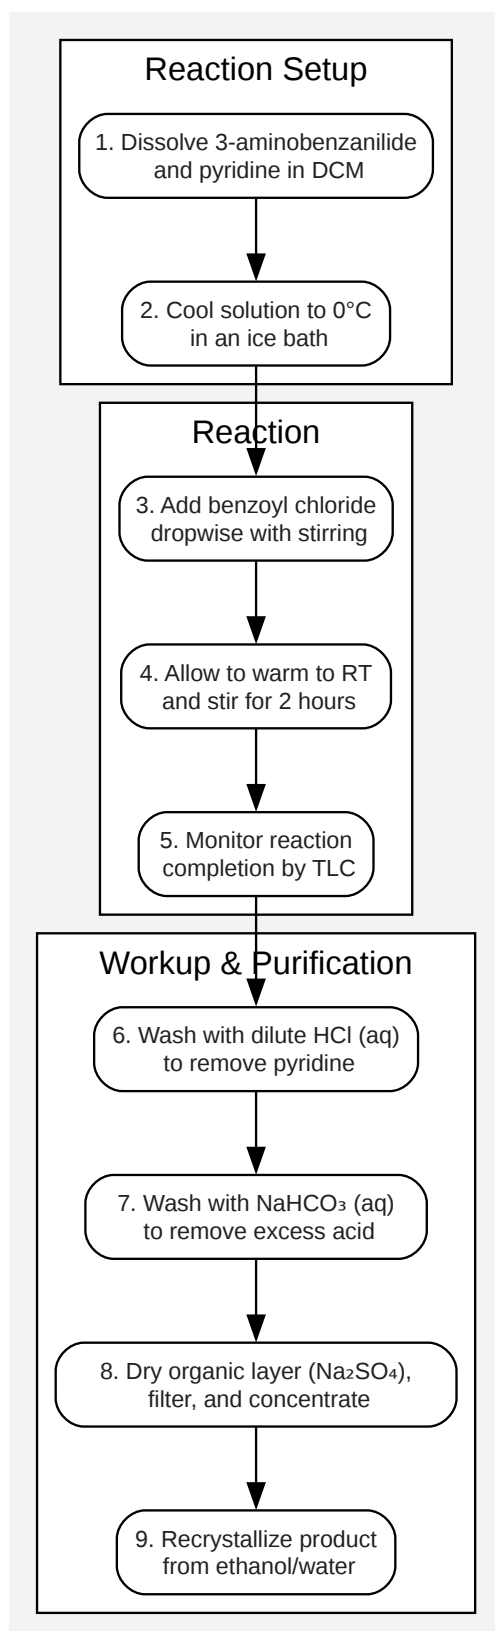 Reaction Setup
1. Dissolve 3-aminobenzanilide
and pyridine in DCM
2. Cool solution to 0°C
in an ice bath
Reaction
3. Add benzoyl chloride
dropwise with stirring
4. Allow to warm to RT
and stir for 2 hours
5. Monitor reaction
completion by TLC
Workup & Purification
6. Wash with dilute HCl (aq)
to remove pyridine
7. Wash with NaHCO₃ (aq)
to remove excess acid
8. Dry organic layer (Na₂SO₄),
filter, and concentrate
9. Recrystallize product
from ethanol/water